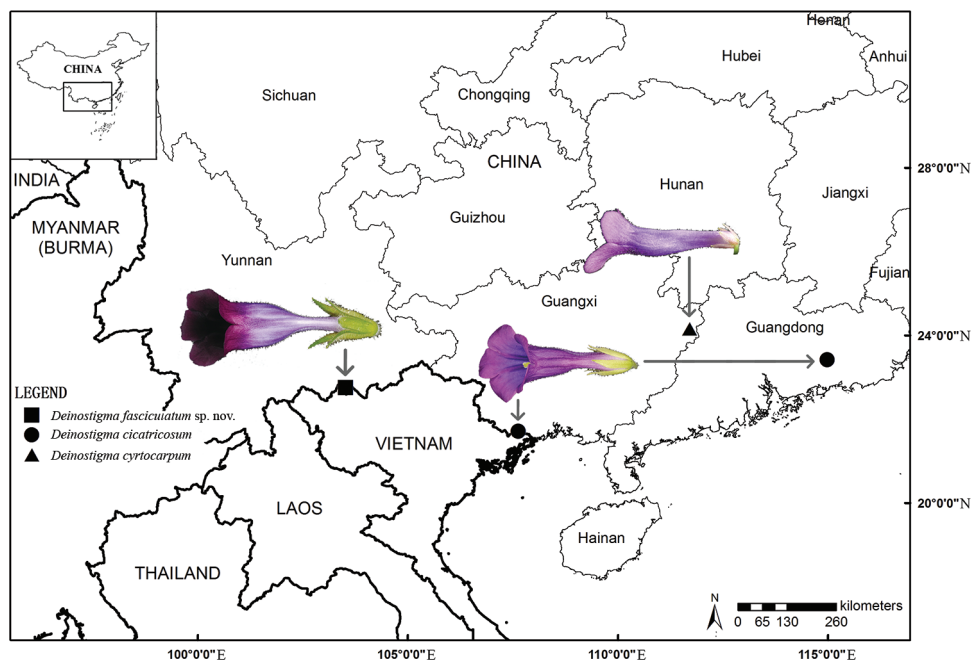 Henan
Hubei
Anhui
CHINA
Sichuan
Chongqing
CHINA
28°0'0"N
INDIA
Hunan
Jiangxi
MYANMAR
(BURMA)
Guizhou
Yunnan
Fujian
Guangxi
Guangdong
24°0'0"N
LEGEND
Deinostigma fasciculatum sp. nov.
Deinostigma cicatricosum
Deinostigma cyrtocarpum
VIETNAM
LAOS
20°0'0"N
Hainan
THAILAND
N
kilometers
0 65 130 260
100°0'0"E 105°0'0"E 110°0'0"E 115°0'0"E